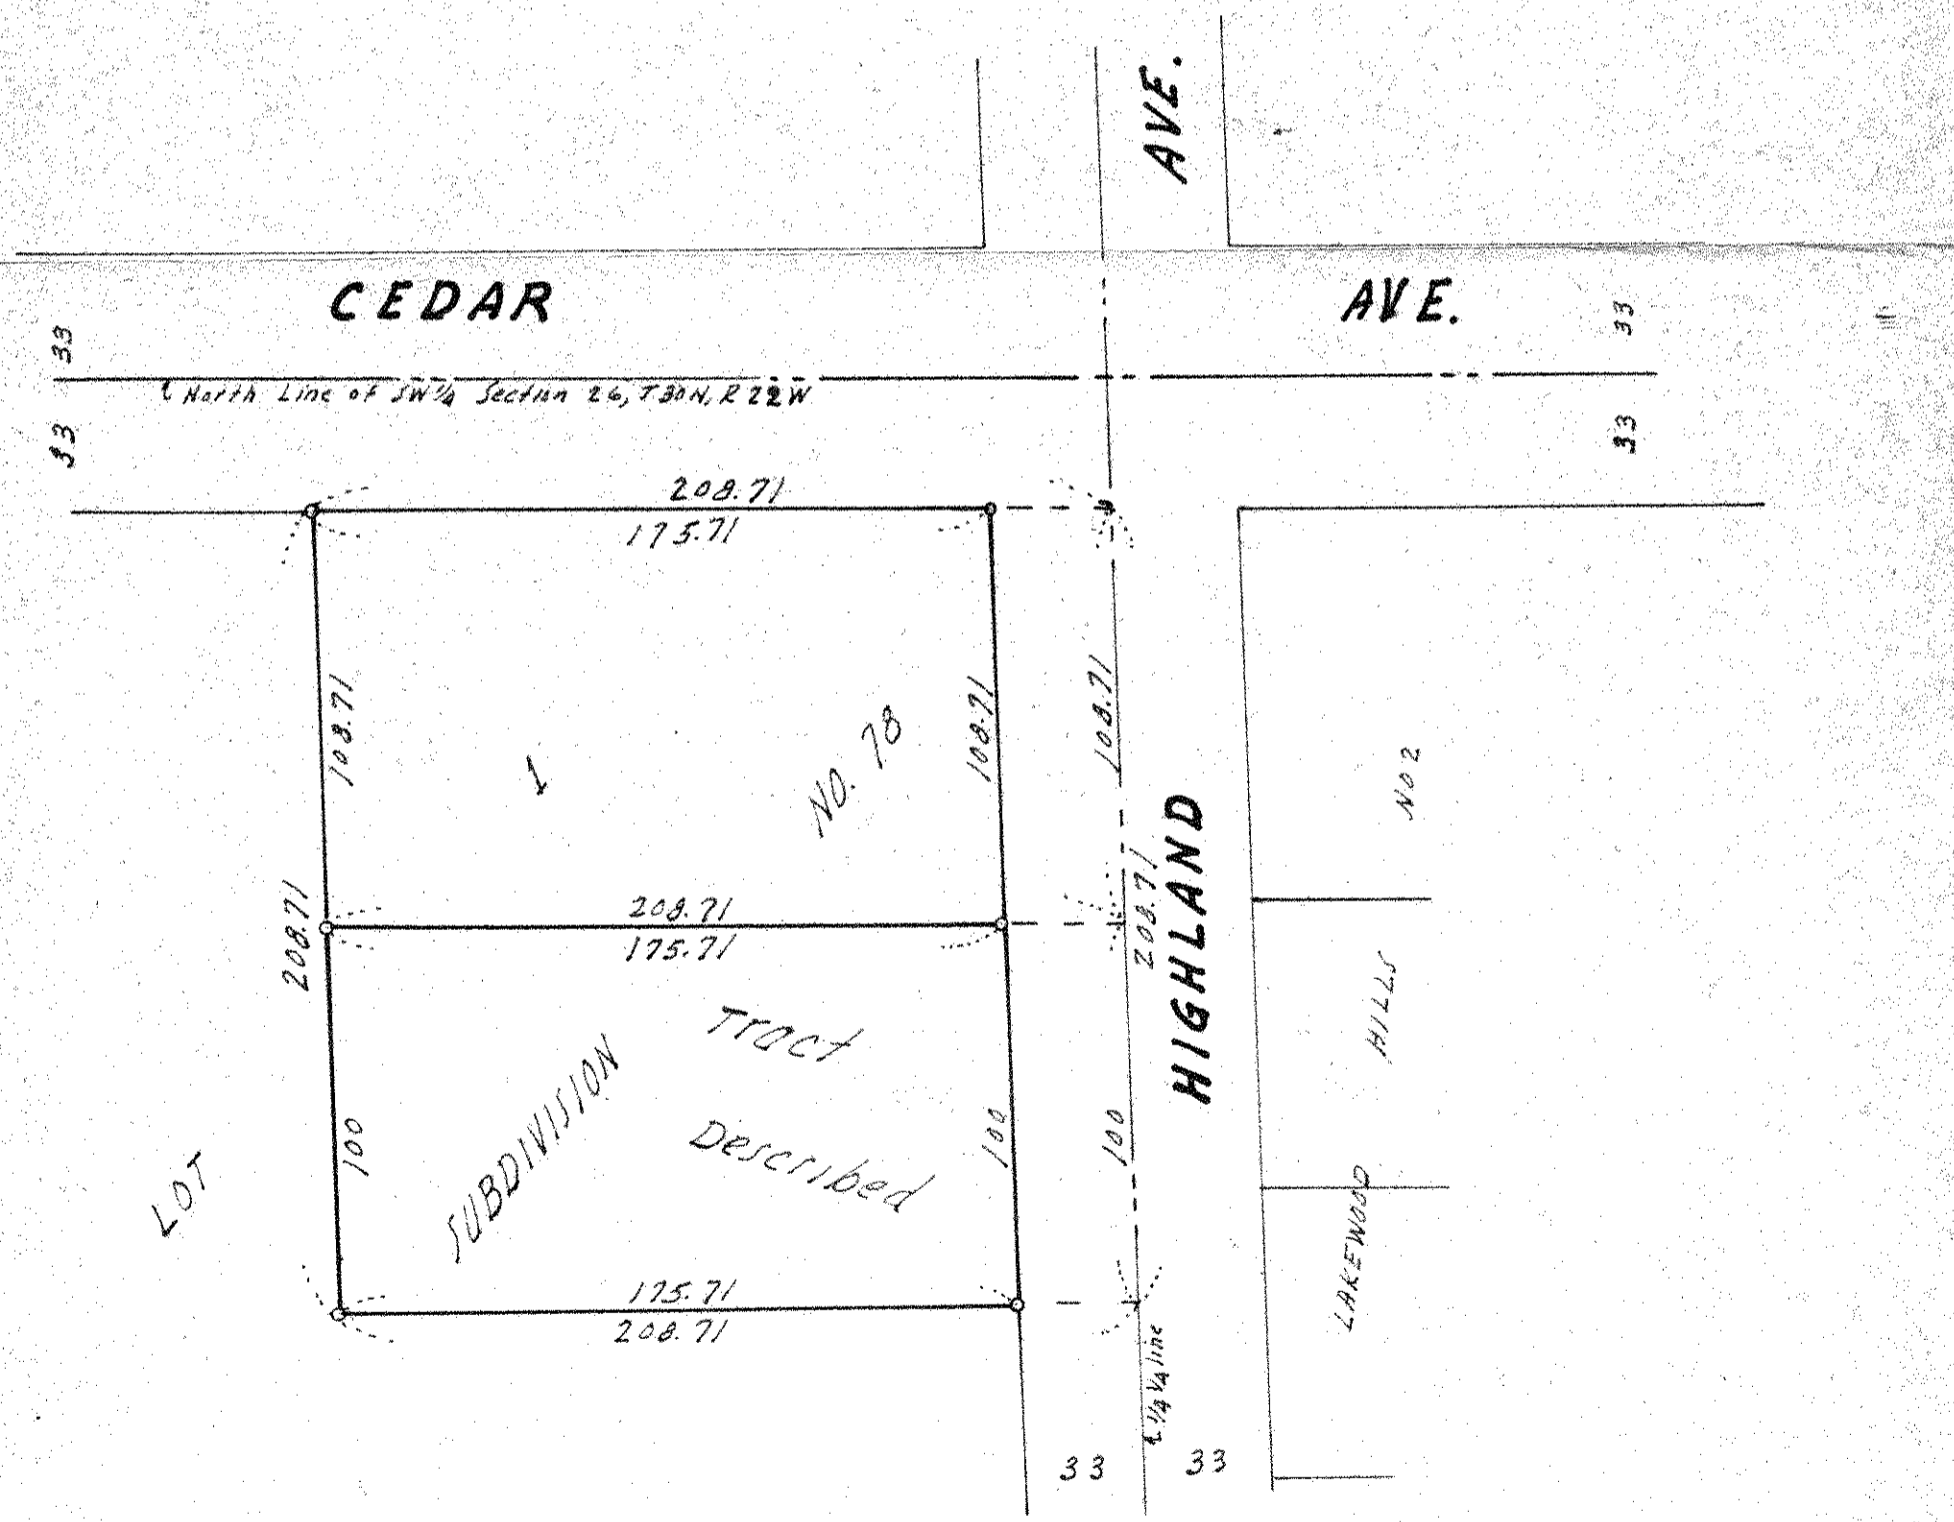 AVE.
CEDAR
AVE.
33
33
North Line of SW 1/4 Section 26, T30N, R22W
33
33
208.71
175.71
108.71
108.71
108.71
1
NO. 78
NO 2
208.71
208.71
175.71
208.71
HIGHLAND
Tract
Described
HILLS
SUBDIVISION
100
100
100
LOT
LAKEWOOD
175.71
208.71
1/4 1/4 line
33
33